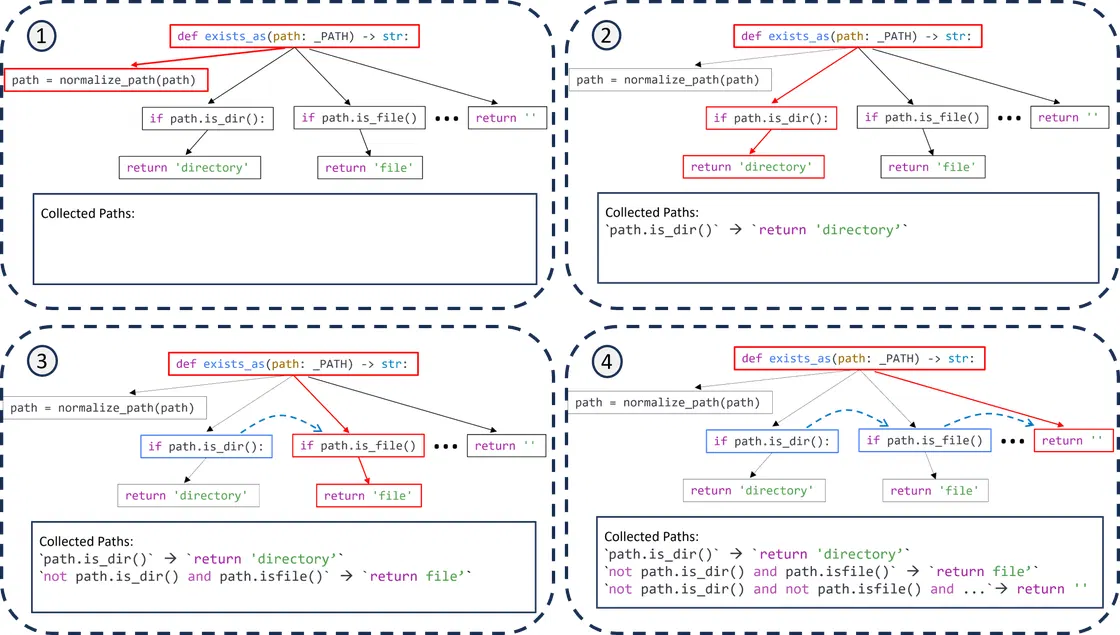 1
def exists_as(path: _PATH) -> str:
path = normalize_path(path)
if path.is_dir():
if path.is_file()
return ''
return 'directory'
return 'file'
Collected Paths:
2
def exists_as(path: _PATH) -> str:
path = normalize_path(path)
if path.is_dir():
if path.is_file()
return ''
return 'directory'
return 'file'
Collected Paths:
`path.is_dir()` → `return 'directory’`
3
def exists_as(path: _PATH) -> str:
path = normalize_path(path)
if path.is_dir():
if path.is_file()
return ''
return 'directory'
return 'file'
Collected Paths:
`path.is_dir()` → `return 'directory’`
`not path.is_dir() and path.isfile()` → `return file’`
4
def exists_as(path: _PATH) -> str:
path = normalize_path(path)
if path.is_dir():
if path.is_file()
return ''
return 'directory'
return 'file'
Collected Paths:
`path.is_dir()` → `return 'directory’`
`not path.is_dir() and path.isfile()` → `return file’`
`not path.is_dir() and not path.isfile() and ...`→ return ''